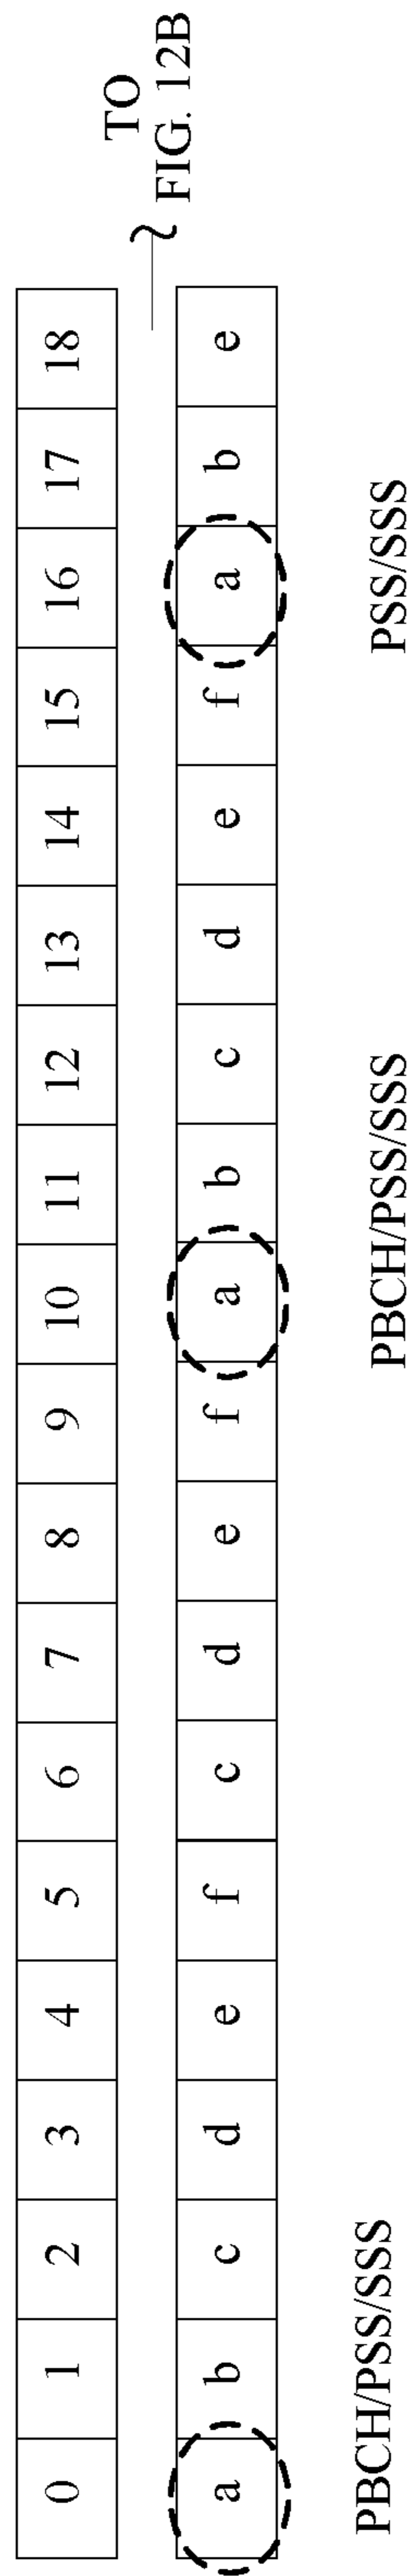 0 1 2 3 4 5 6 7 8 9 10 11 12 13 14 15 16 17 18
TO
FIG. 12B
a b c d e f c d e f a b c d e f a b e
PBCH/PSS/SSS PBCH/PSS/SSS PSS/SSS